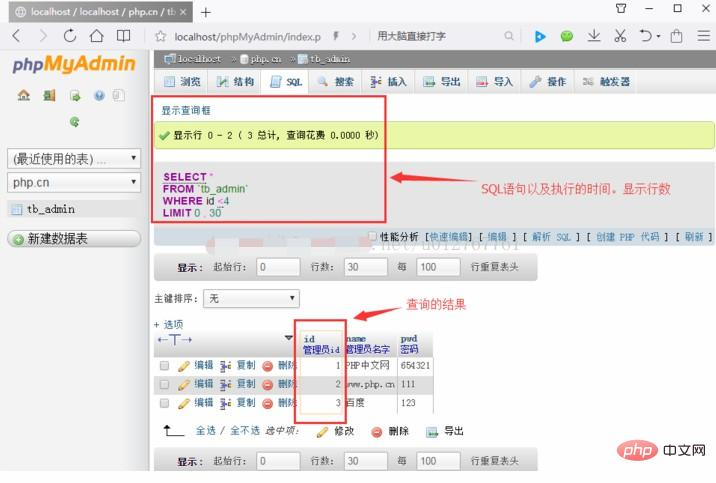 localhost / localhost / php.cn / tb
localhost/phpMyAdmin/index.p
用大脑直接打字
phpMyAdmin
(最近使用的表) ...
php.cn
tb_admin
新建数据表
localhost » php.cn » tb_admin
浏览 结构 SQL 搜索 插入 导出 导入 操作 触发器
显示查询框
显示行 0 - 2 ( 3 总计, 查询花费 0.0000 秒)
SELECT *
FROM `tb_admin`
WHERE id <4
LIMIT 0 , 30
SQL语句以及执行的时间。显示行数
性能分析 [快速编辑] [ 编辑 ] [ 解析 SQL ] [ 创建 PHP 代码 ] [ 刷新 ]
显示： 起始行: 0 行数: 30 每 100 行重复表头
主键排序: 无
查询的结果
+ 选项
←T→ id name pwd
管理员id 管理员名字 密码
编辑 复制 删除 1 PHP中文网 654321
编辑 复制 删除 2 www.php.cn 111
编辑 复制 删除 3 百度 123
全选 / 全不选 选中项: 修改 删除 导出
显示： 起始行: 0 行数: 30 每 100 行重复表头
php 中文网